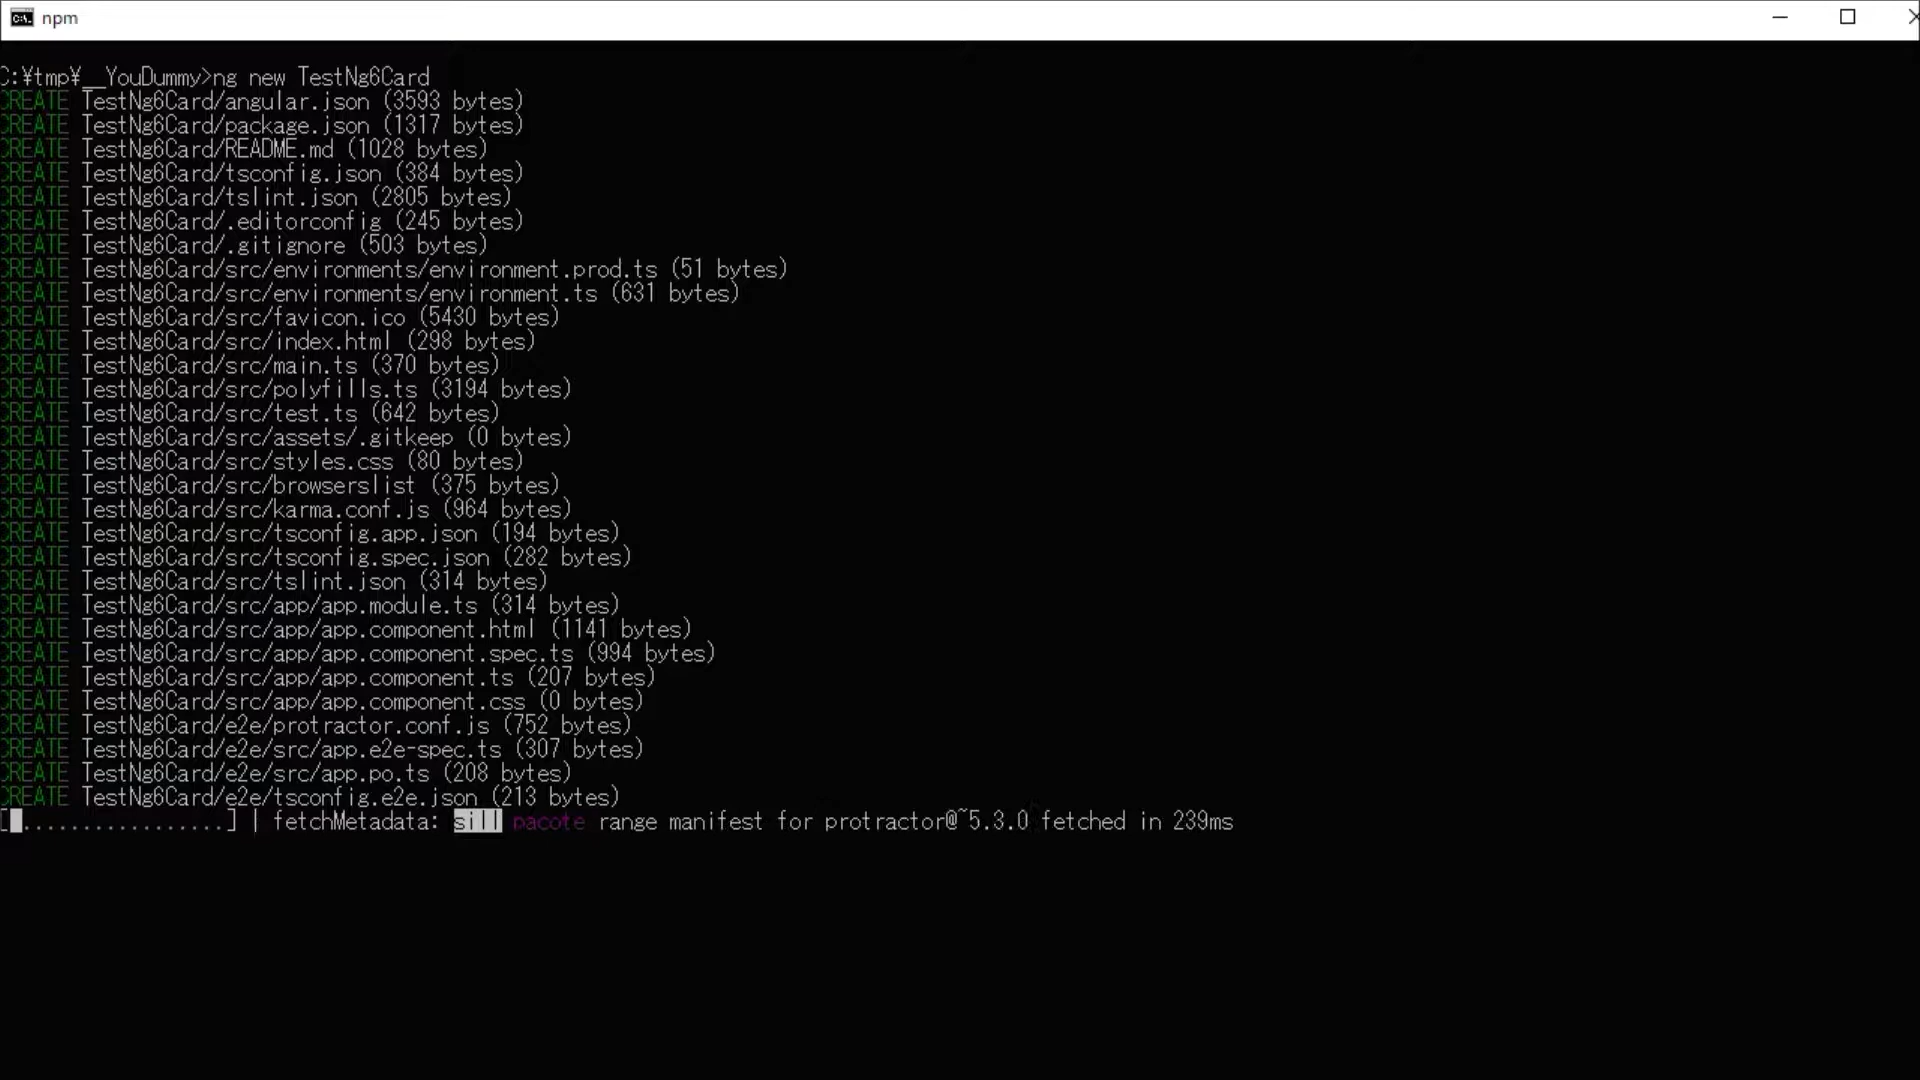 npm
C:¥tmp¥__YouDummy>ng new TestNg6Card
CREATE TestNg6Card/angular.json (3593 bytes)
CREATE TestNg6Card/package.json (1317 bytes)
CREATE TestNg6Card/README.md (1028 bytes)
CREATE TestNg6Card/tsconfig.json (384 bytes)
CREATE TestNg6Card/tslint.json (2805 bytes)
CREATE TestNg6Card/.editorconfig (245 bytes)
CREATE TestNg6Card/.gitignore (503 bytes)
CREATE TestNg6Card/src/environments/environment.prod.ts (51 bytes)
CREATE TestNg6Card/src/environments/environment.ts (631 bytes)
CREATE TestNg6Card/src/favicon.ico (5430 bytes)
CREATE TestNg6Card/src/index.html (298 bytes)
CREATE TestNg6Card/src/main.ts (370 bytes)
CREATE TestNg6Card/src/polyfills.ts (3194 bytes)
CREATE TestNg6Card/src/test.ts (642 bytes)
CREATE TestNg6Card/src/assets/.gitkeep (0 bytes)
CREATE TestNg6Card/src/styles.css (80 bytes)
CREATE TestNg6Card/src/browserslist (375 bytes)
CREATE TestNg6Card/src/karma.conf.js (964 bytes)
CREATE TestNg6Card/src/tsconfig.app.json (194 bytes)
CREATE TestNg6Card/src/tsconfig.spec.json (282 bytes)
CREATE TestNg6Card/src/tslint.json (314 bytes)
CREATE TestNg6Card/src/app/app.module.ts (314 bytes)
CREATE TestNg6Card/src/app/app.component.html (1141 bytes)
CREATE TestNg6Card/src/app/app.component.spec.ts (994 bytes)
CREATE TestNg6Card/src/app/app.component.ts (207 bytes)
CREATE TestNg6Card/src/app/app.component.css (0 bytes)
CREATE TestNg6Card/e2e/protractor.conf.js (752 bytes)
CREATE TestNg6Card/e2e/src/app.e2e-spec.ts (307 bytes)
CREATE TestNg6Card/e2e/src/app.po.ts (208 bytes)
CREATE TestNg6Card/e2e/tsconfig.e2e.json (213 bytes)
[ .................] | fetchMetadata: sill pacote range manifest for protractor@~5.3.0 fetched in 239ms